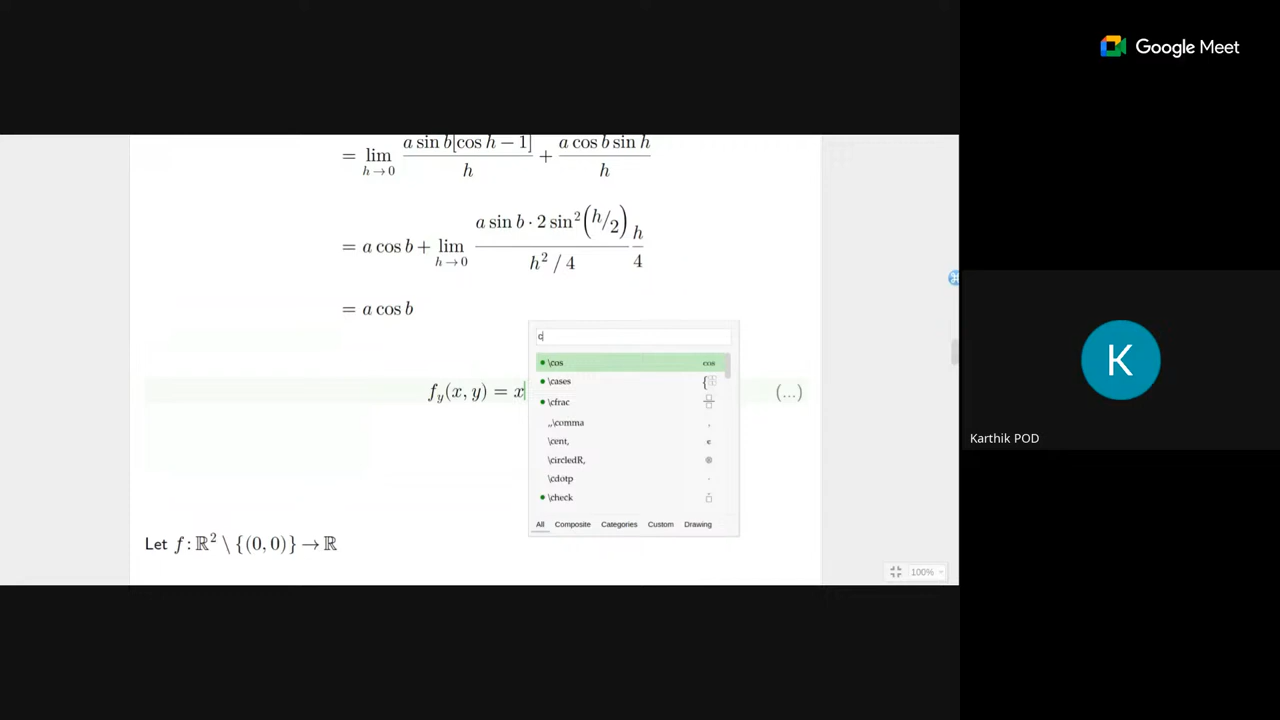 Google Meet
= lim h→0 a sin b[cos h − 1] / h + a cos b sin h / h
= a cos b + lim h→0 a sin b · 2 sin²(h/2) / h² / 4 h/4
= a cos b
c
\cos cos
f_y(x, y) = x (...)
\cases {
\cfrac
,,\comma ,
\cent, ¢
\circledR, ®
\cdotp ·
\check
All Composite Categories Custom Drawing
Let f : ℝ² \ {(0, 0)} → ℝ
100%
K
Karthik POD